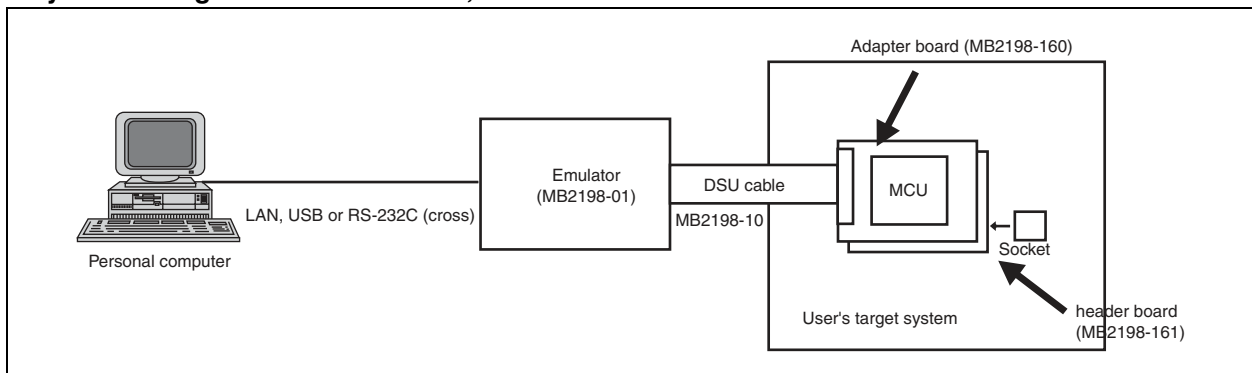 Adapter board (MB2198-160)
Emulator
(MB2198-01)
DSU cable
MCU
LAN, USB or RS-232C (cross)
MB2198-10
Socket
Personal computer
User's target system
header board
(MB2198-161)